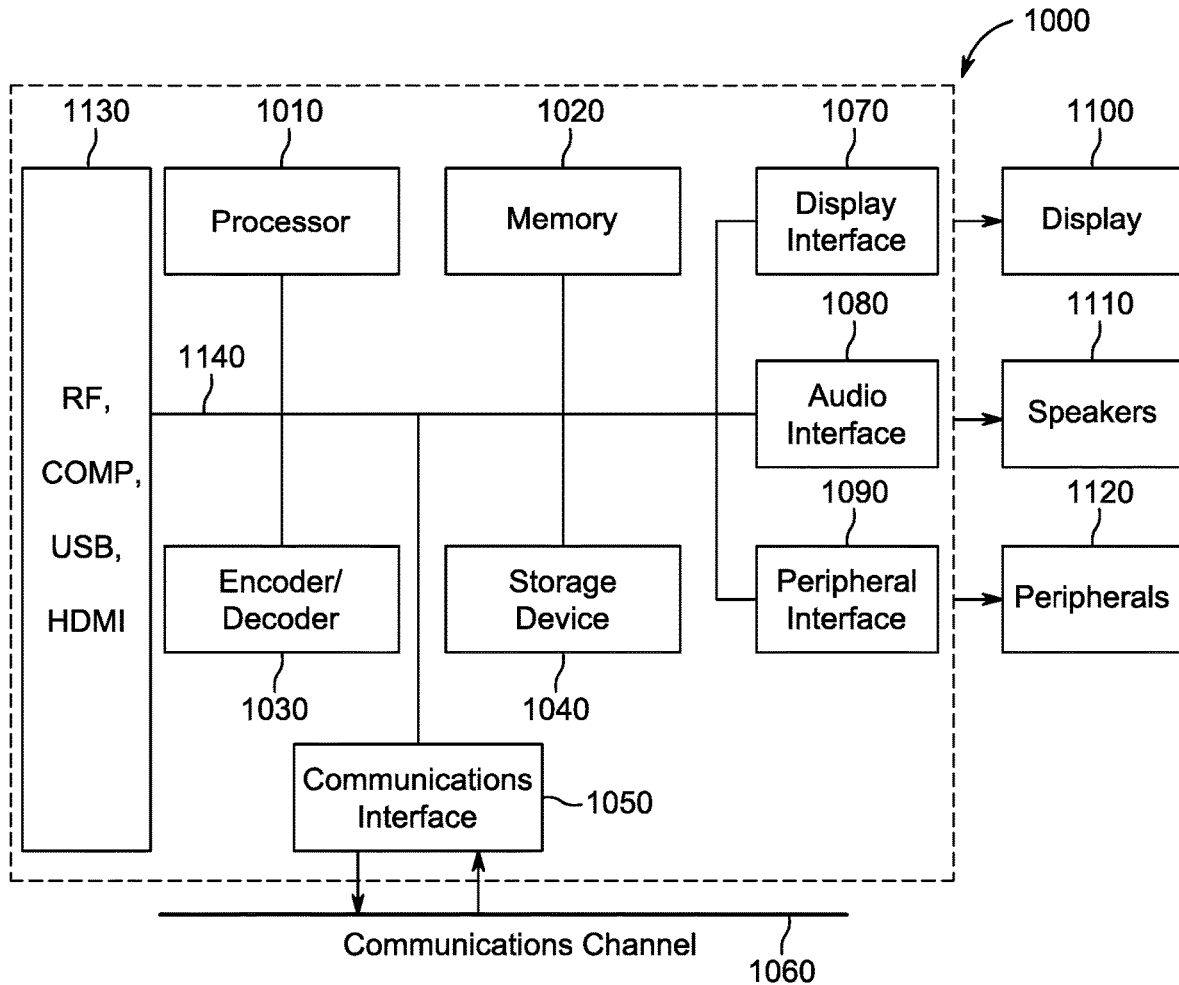 1000
1130
1010
1020
1070
1100
Processor
Memory
Display
Interface
Display
1080
1110
1140
RF,
COMP,
USB,
HDMI
Audio
Interface
Speakers
1090
1120
Encoder/
Decoder
Storage
Device
Peripheral
Interface
Peripherals
1030
1040
Communications
Interface
1050
Communications Channel
1060